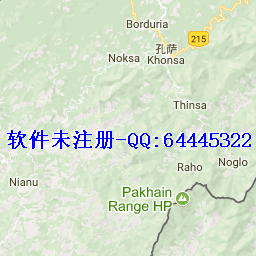 Borduria
215
Noksa
孔萨
Khonsa
Thinsa
软件未注册-QQ:64445322
Noglo
Raho
Nianu
Pakhain
Range HP